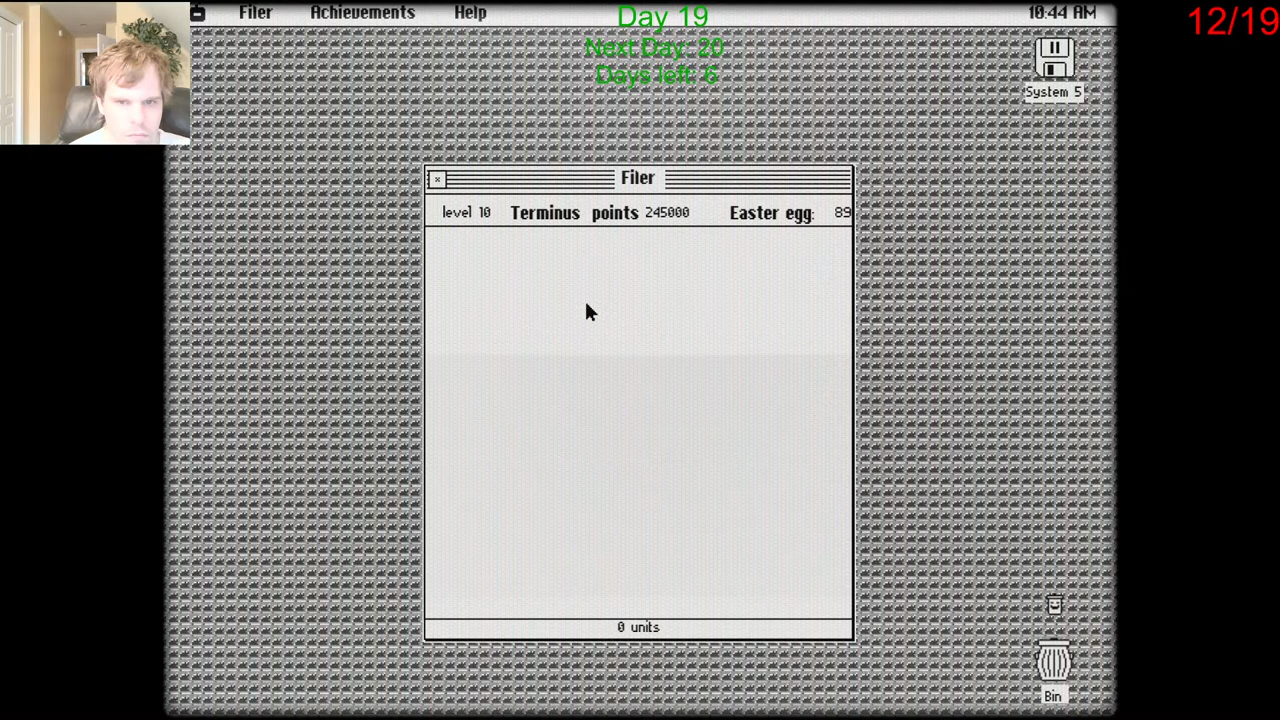 Filer Achievements Help 10:44 AM
Day 19
Next Day: 20
Days left: 6
12/19
System 5
Filer
level 10 Terminus points 245000 Easter egg: 89
0 units
Bin